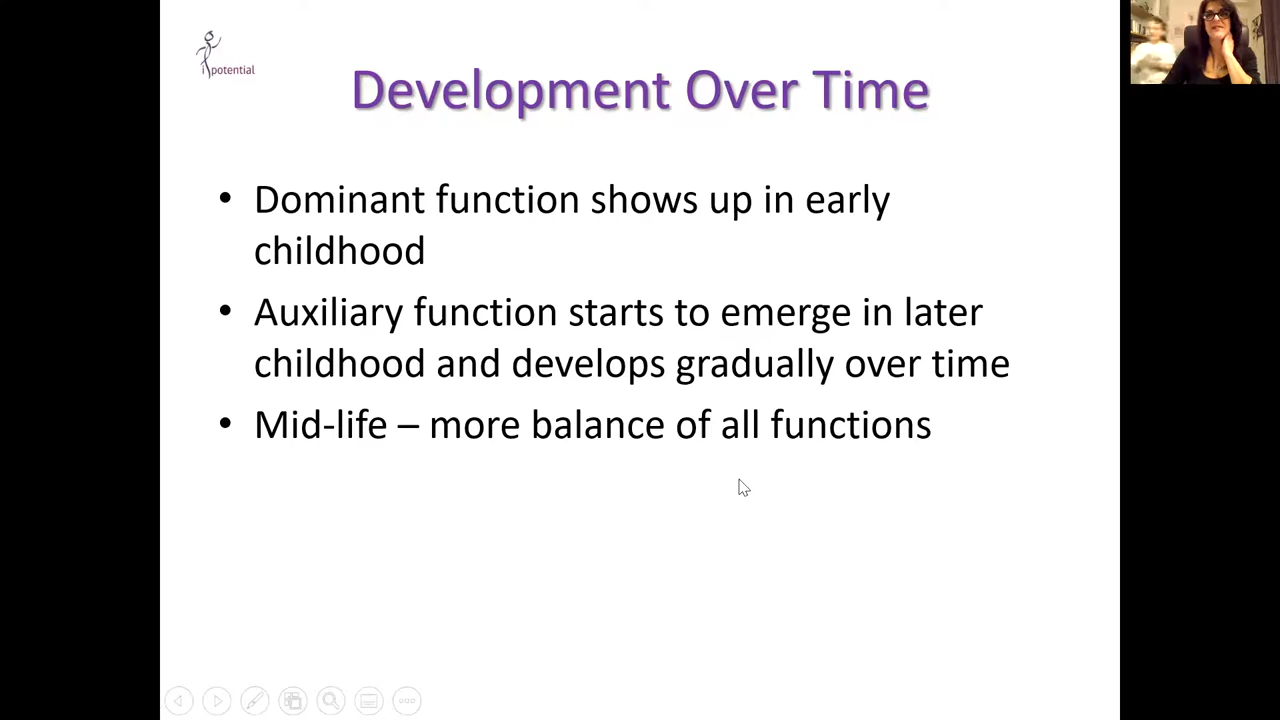 potential
Development Over Time
• Dominant function shows up in early
childhood
• Auxiliary function starts to emerge in later
childhood and develops gradually over time
• Mid-life – more balance of all functions